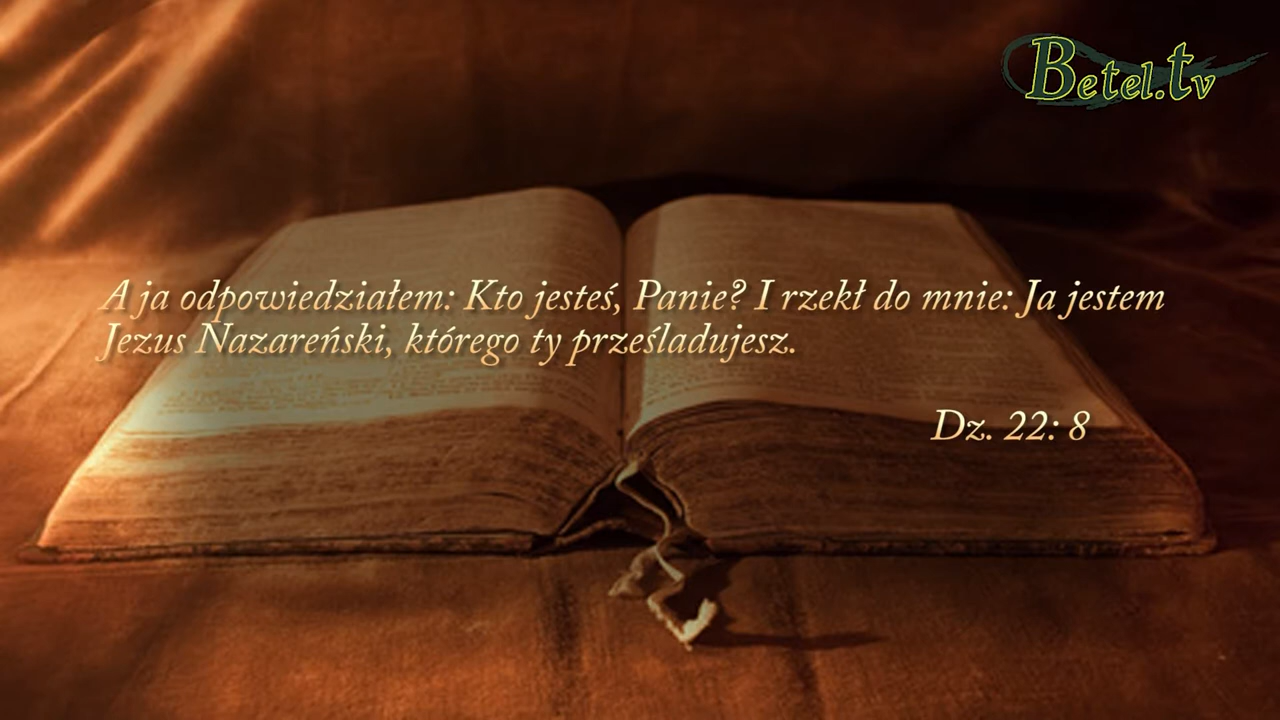 Betel.tv
A ja odpowiedziałem: Kto jesteś, Panie? I rzekł do mnie: Ja jestem
Jezus Nazareński, którego ty prześladujesz.
Dz. 22: 8